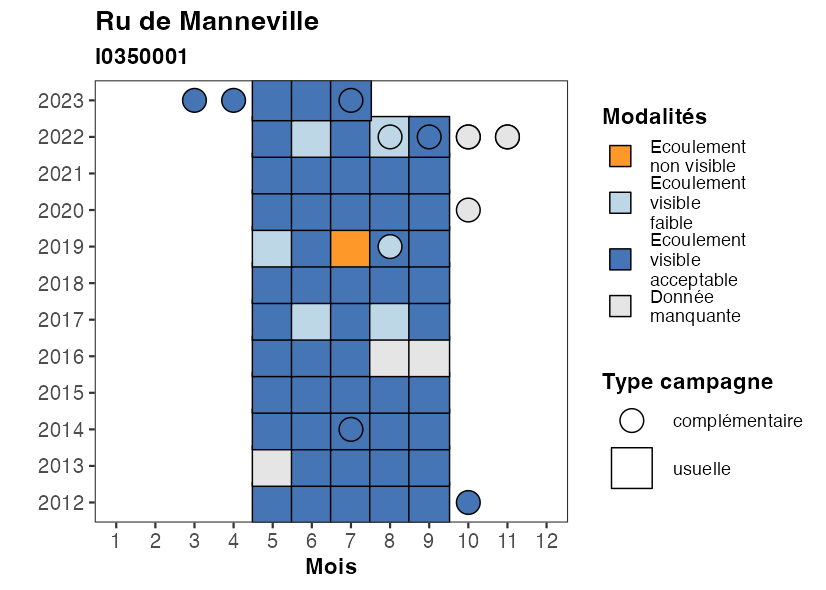 Ru de Manneville
I0350001
2023
2022
2021
2020
2019
2018
2017
2016
2015
2014
2013
2012
1 2 3 4 5 6 7 8 9 10 11 12
Mois
Modalités
Ecoulement
non visible
Ecoulement
visible
faible
Ecoulement
visible
acceptable
Donnée
manquante
Type campagne
complémentaire
usuelle